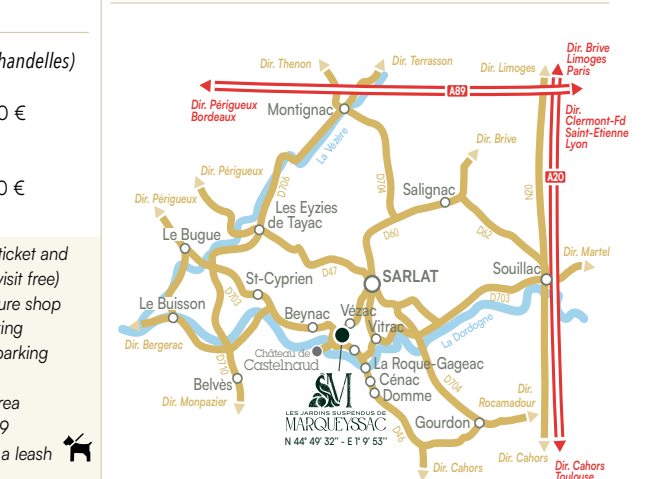 handelles)
0 €
0 €
ticket and
visit free)
ure shop
ting
parking
rea
9
a leash
Dir. Thenon
Dir. Terrasson
Dir. Limoges
Dir. Brive
Limoges
Paris
A89
Dir. Périgueux
Bordeaux
Montignac
Dir.
Clermont-Fd
Saint-Etienne
Lyon
La Vézère
Dir. Brive
Dir. Périgueux
D706
D704
A20
Dir. Périgueux
Salignac
N20
Les Eyzies
de Tayac
D60
D62
Le Bugue
Dir. Martel
D47
Souillac
St-Cyprien
SARLAT
D703
D703
Le Buisson
Beynac
Vézac
Vitrac
La Dordogne
Dir. Bergerac
Château de
Castelnaud
D710
La Roque-Gageac
Belvès
Cénac
D704
Domme
Dir. Monpazier
SM
LES JARDINS SUSPENDUS DE
MARQUEYSSAC
N 44° 49' 32'' - E 1° 9' 53''
Dir.
Rocamadour
Gourdon
D46
Dir. Cahors
Dir. Cahors
Dir. Cahors
Toulouse